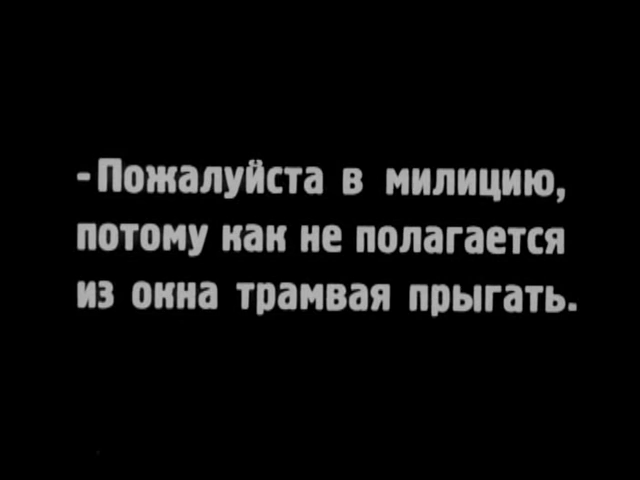 -Пожалуйста в милицию,
потому как не полагается
из окна трамвая прыгать.